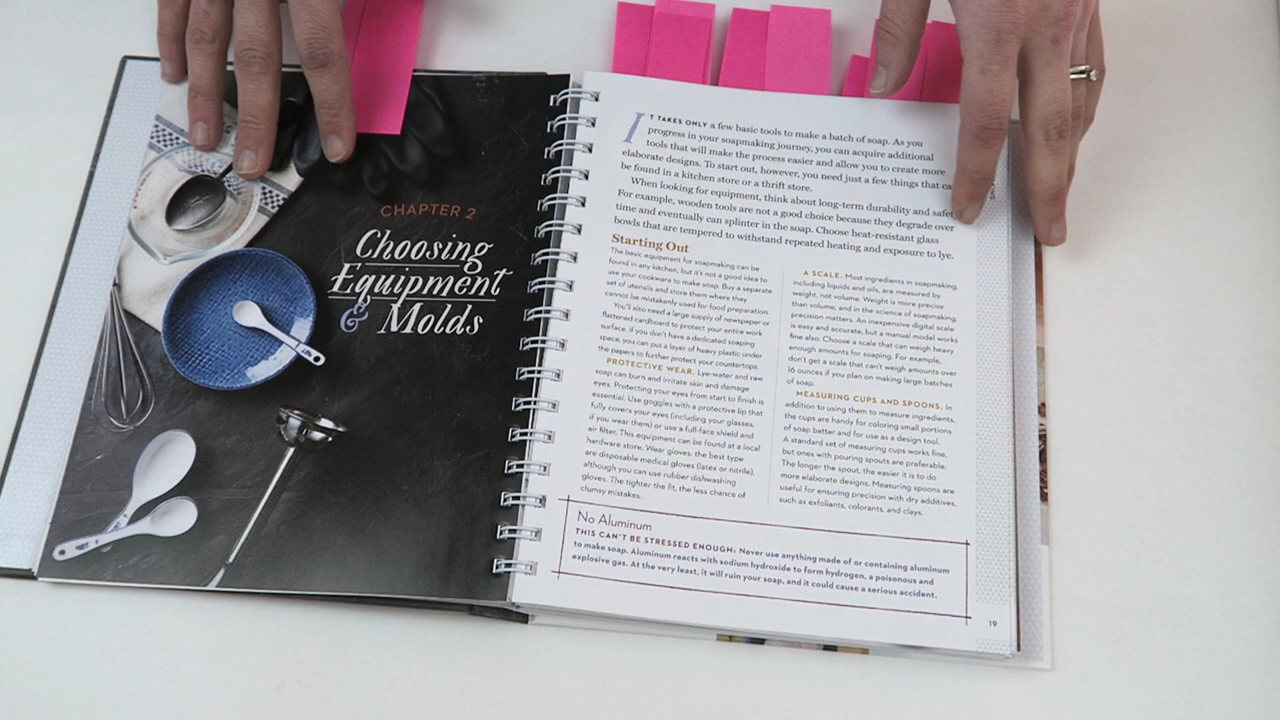 CHAPTER 2
Choosing
Equipment
& Molds
IT TAKES ONLY a few basic tools to make a batch of soap. As you
progress in your soapmaking journey, you can acquire additional
tools that will make the process easier and allow you to create more
elaborate designs. To start out, however, you need just a few things that ca
be found in a kitchen store or a thrift store.
When looking for equipment, think about long-term durability and safet
For example, wooden tools are not a good choice because they degrade over
time and eventually can splinter in the soap. Choose heat-resistant glass
bowls that are tempered to withstand repeated heating and exposure to lye.
Starting Out
The basic equipment for soapmaking can be
found in any kitchen, but it's not a good idea to
use your cookware to make soap. Buy a separate
set of utensils and store them where they
cannot be mistakenly used for food preparation.
You'll also need a large supply of newspaper or
flattened cardboard to protect your entire work
surface. If you don't have a dedicated soaping
space, you can put a layer of heavy plastic under
the papers to further protect your countertops.
PROTECTIVE WEAR. Lye-water and raw
soap can burn and irritate skin and damage
eyes. Protecting your eyes from start to finish is
essential. Use goggles with a protective lip that
fully covers your eyes (including your glasses,
if you wear them) or use a full-face shield and
air filter. This equipment can be found at a local
hardware store. Wear gloves: the best type
are disposable medical gloves (latex or nitrile),
although you can use rubber dishwashing
gloves. The tighter the fit, the less chance of
clumsy mistakes.
A SCALE. Most ingredients in soapmaking,
including liquids and oils, are measured by
weight, not volume. Weight is more precise
than volume, and in the science of soapmaking,
precision matters. An inexpensive digital scale
is easy and accurate, but a manual model works
fine also. Choose a scale that can weigh heavy
enough amounts for soaping. For example,
don't get a scale that can't weigh amounts over
16 ounces if you plan on making large batches
of soap.
MEASURING CUPS AND SPOONS. In
addition to using them to measure ingredients,
the cups are handy for coloring small portions
of soap batter and for use as a design tool.
A standard set of measuring cups works fine,
but ones with pouring spouts are preferable.
The longer the spout, the easier it is to do
more elaborate designs. Measuring spoons are
useful for ensuring precision with dry additives,
such as exfoliants, colorants, and clays.
No Aluminum
THIS CAN'T BE STRESSED ENOUGH: Never use anything made of or containing aluminum
to make soap. Aluminum reacts with sodium hydroxide to form hydrogen, a poisonous and
explosive gas. At the very least, it will ruin your soap, and it could cause a serious accident.
19